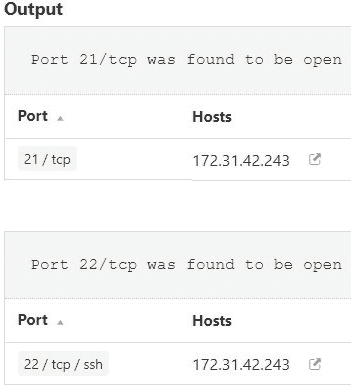 Output
Port 21/tcp was found to be open
Port Hosts
21 / tcp 172.31.42.243
Port 22/tcp was found to be open
Port Hosts
22 / tcp / ssh 172.31.42.243